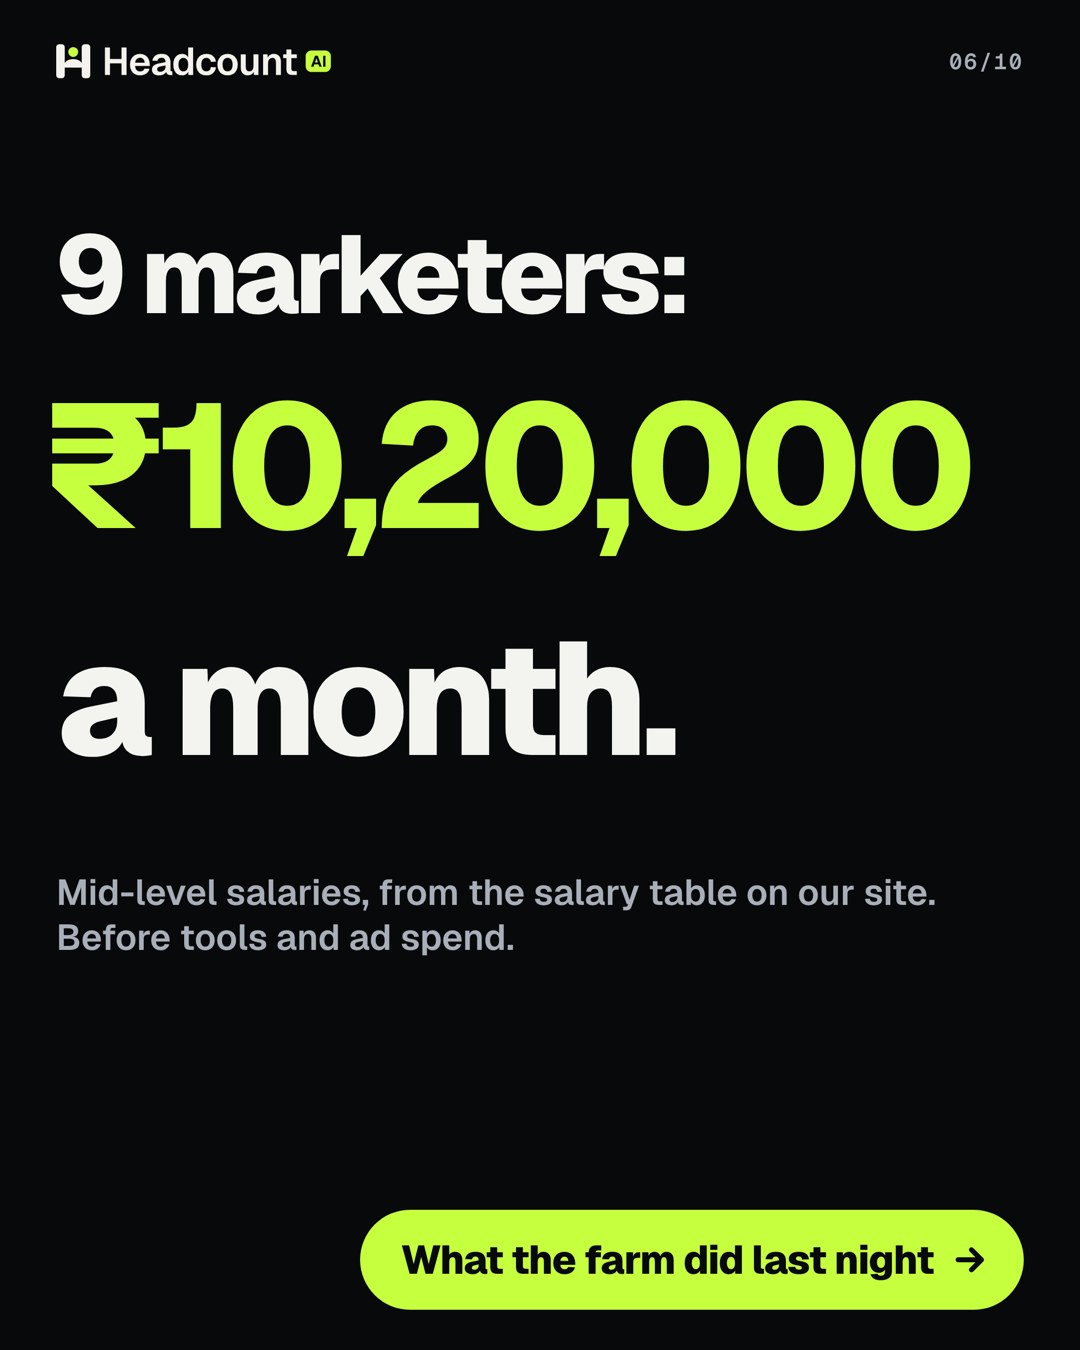 Headcount AI
06/10
9 marketers:
₹10,20,000
a month.
Mid-level salaries, from the salary table on our site.
Before tools and ad spend.
What the farm did last night →